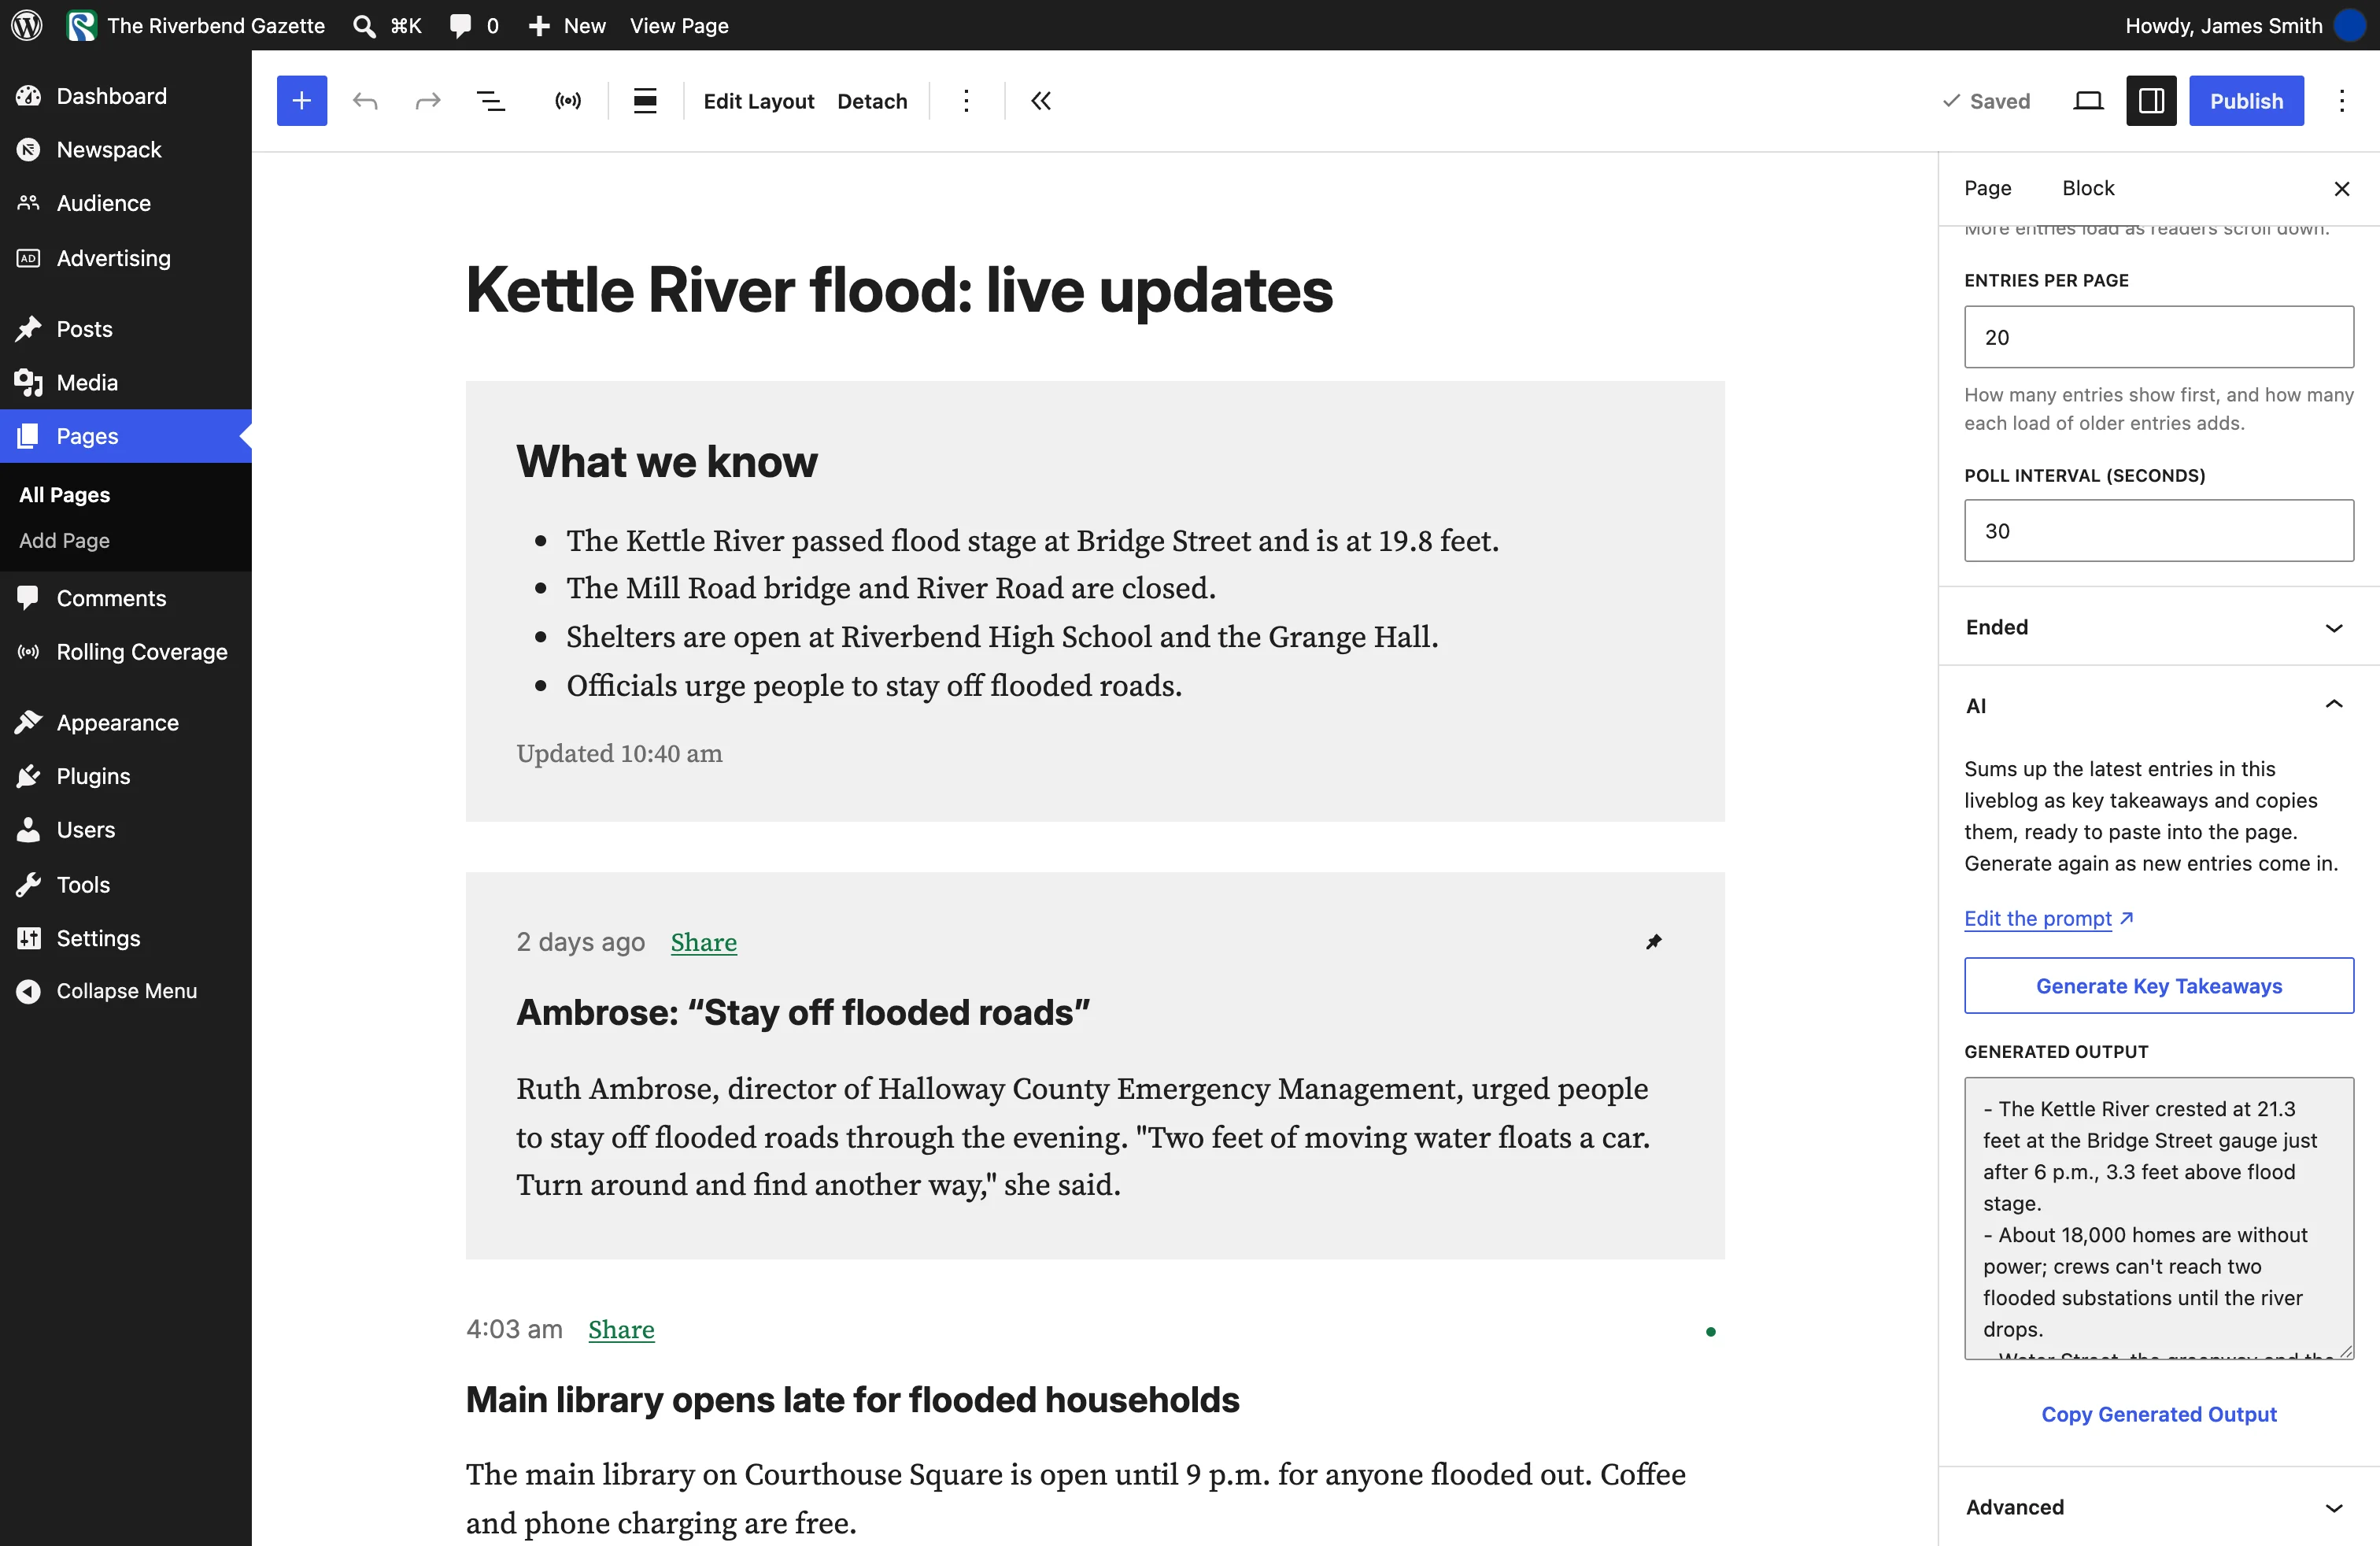 The Riverbend Gazette ⌘K 0 New View Page Howdy, James Smith
Dashboard
Newspack
Audience
AD Advertising
Posts
Media
Pages
All Pages
Add Page
Comments
Rolling Coverage
Appearance
Plugins
Users
Tools
Settings
Collapse Menu
Edit Layout Detach Saved Publish
Kettle River flood: live updates
What we know
• The Kettle River passed flood stage at Bridge Street and is at 19.8 feet.
• The Mill Road bridge and River Road are closed.
• Shelters are open at Riverbend High School and the Grange Hall.
• Officials urge people to stay off flooded roads.
Updated 10:40 am
2 days ago Share
Ambrose: “Stay off flooded roads”
Ruth Ambrose, director of Halloway County Emergency Management, urged people
to stay off flooded roads through the evening. "Two feet of moving water floats a car.
Turn around and find another way," she said.
4:03 am Share
Main library opens late for flooded households
The main library on Courthouse Square is open until 9 p.m. for anyone flooded out. Coffee
and phone charging are free.
Page Block
More entries load as readers scroll down.
ENTRIES PER PAGE
20
How many entries show first, and how many
each load of older entries adds.
POLL INTERVAL (SECONDS)
30
Ended
AI
Sums up the latest entries in this
liveblog as key takeaways and copies
them, ready to paste into the page.
Generate again as new entries come in.
Edit the prompt ↗
Generate Key Takeaways
GENERATED OUTPUT
- The Kettle River crested at 21.3
feet at the Bridge Street gauge just
after 6 p.m., 3.3 feet above flood
stage.
- About 18,000 homes are without
power; crews can't reach two
flooded substations until the river
drops.
- Water Street, the greenway and the
Copy Generated Output
Advanced